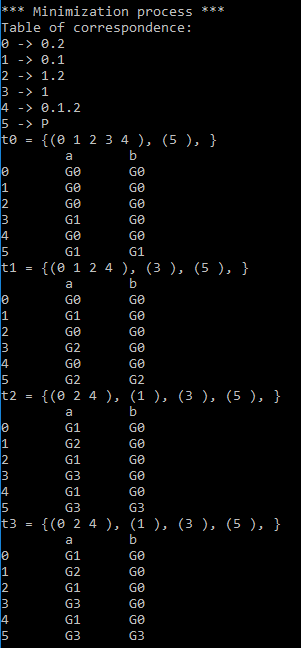 *** Minimization process ***
Table of correspondence:
0 -> 0.2
1 -> 0.1
2 -> 1.2
3 -> 1
4 -> 0.1.2
5 -> P
t0 = {(0 1 2 3 4 ), (5 ), }
a b
0 G0 G0
1 G0 G0
2 G0 G0
3 G1 G0
4 G0 G0
5 G1 G1
t1 = {(0 1 2 4 ), (3 ), (5 ), }
a b
0 G0 G0
1 G1 G0
2 G0 G0
3 G2 G0
4 G0 G0
5 G2 G2
t2 = {(0 2 4 ), (1 ), (3 ), (5 ), }
a b
0 G1 G0
1 G2 G0
2 G1 G0
3 G3 G0
4 G1 G0
5 G3 G3
t3 = {(0 2 4 ), (1 ), (3 ), (5 ), }
a b
0 G1 G0
1 G2 G0
2 G1 G0
3 G3 G0
4 G1 G0
5 G3 G3